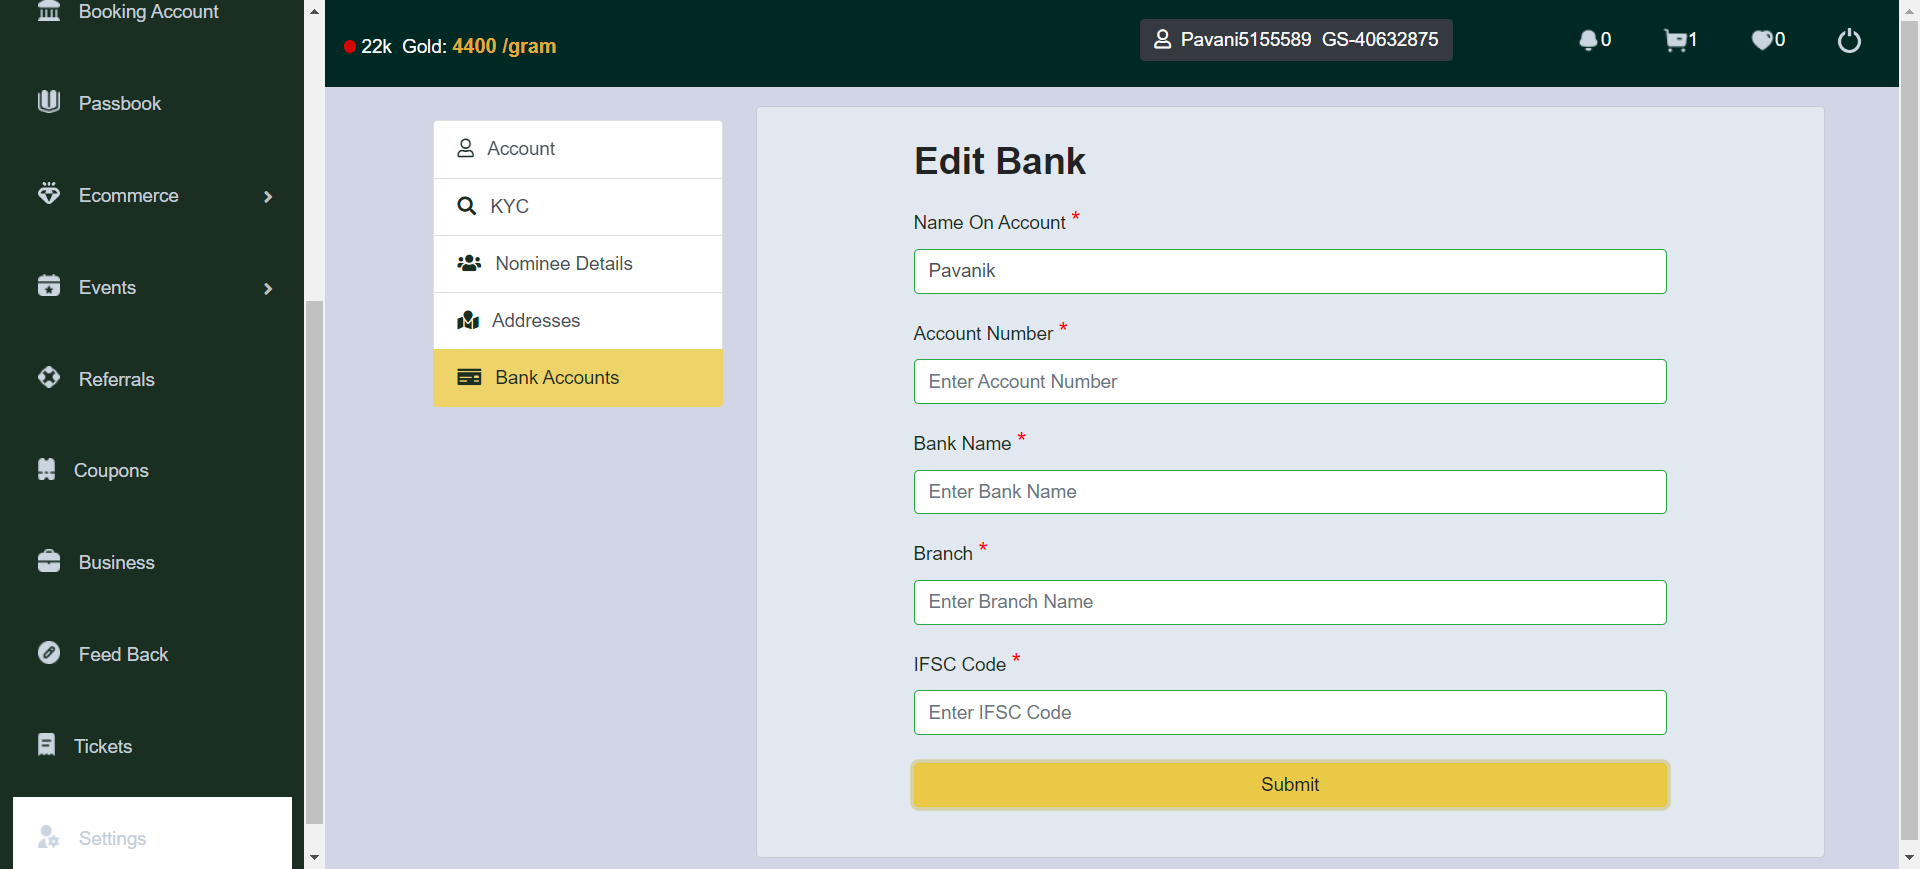 Booking Account
Passbook
Ecommerce
Events
Referrals
Coupons
Business
Feed Back
Tickets
Settings
22k Gold: 4400 /gram
Pavani5155589 GS-40632875
0
1
0
Account
KYC
Nominee Details
Addresses
Bank Accounts
Edit Bank
Name On Account *
Pavanik
Account Number *
Enter Account Number
Bank Name *
Enter Bank Name
Branch *
Enter Branch Name
IFSC Code *
Enter IFSC Code
Submit